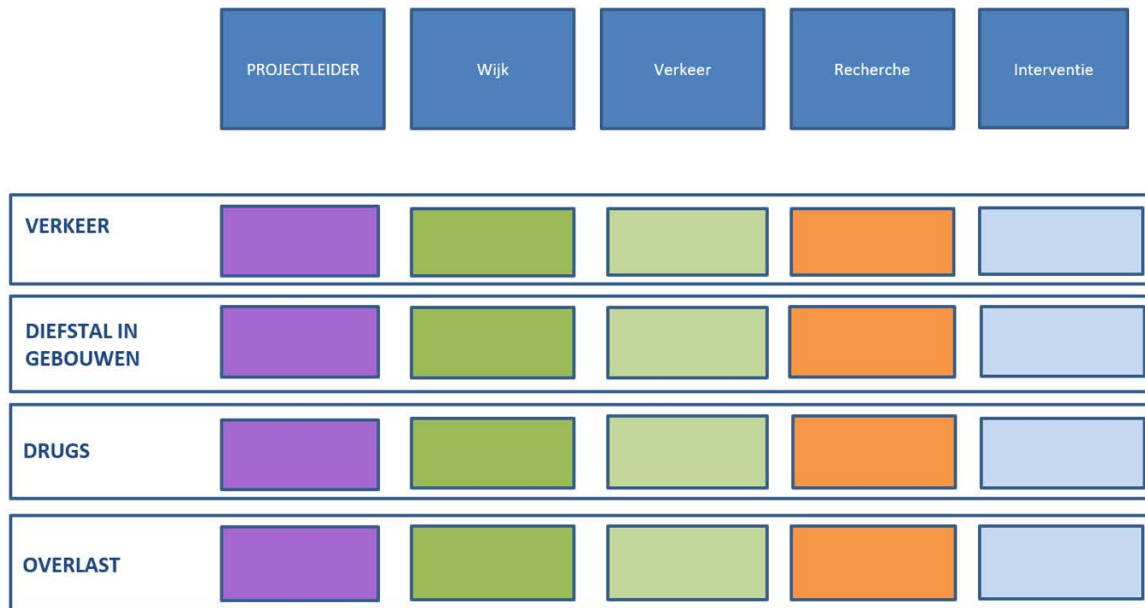 PROJECTLEIDER
Wijk
Verkeer
Recherche
Interventie
VERKEER
DIEFSTAL IN
GEBOUWEN
DRUGS
OVERLAST